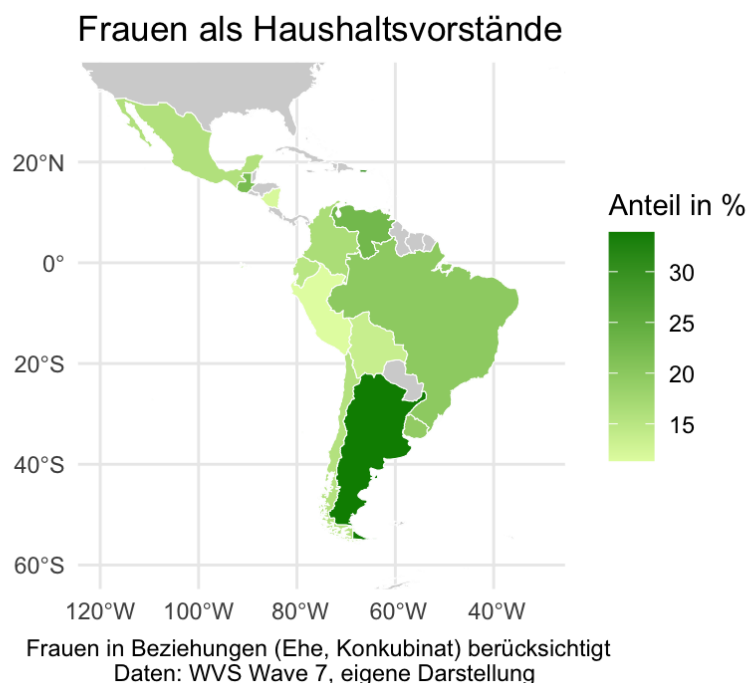 Frauen als Haushaltsvorstände
20°N
0°
20°S
40°S
60°S
120°W 100°W 80°W 60°W 40°W
Anteil in %
30
25
20
15
Frauen in Beziehungen (Ehe, Konkubinat) berücksichtigt
Daten: WVS Wave 7, eigene Darstellung